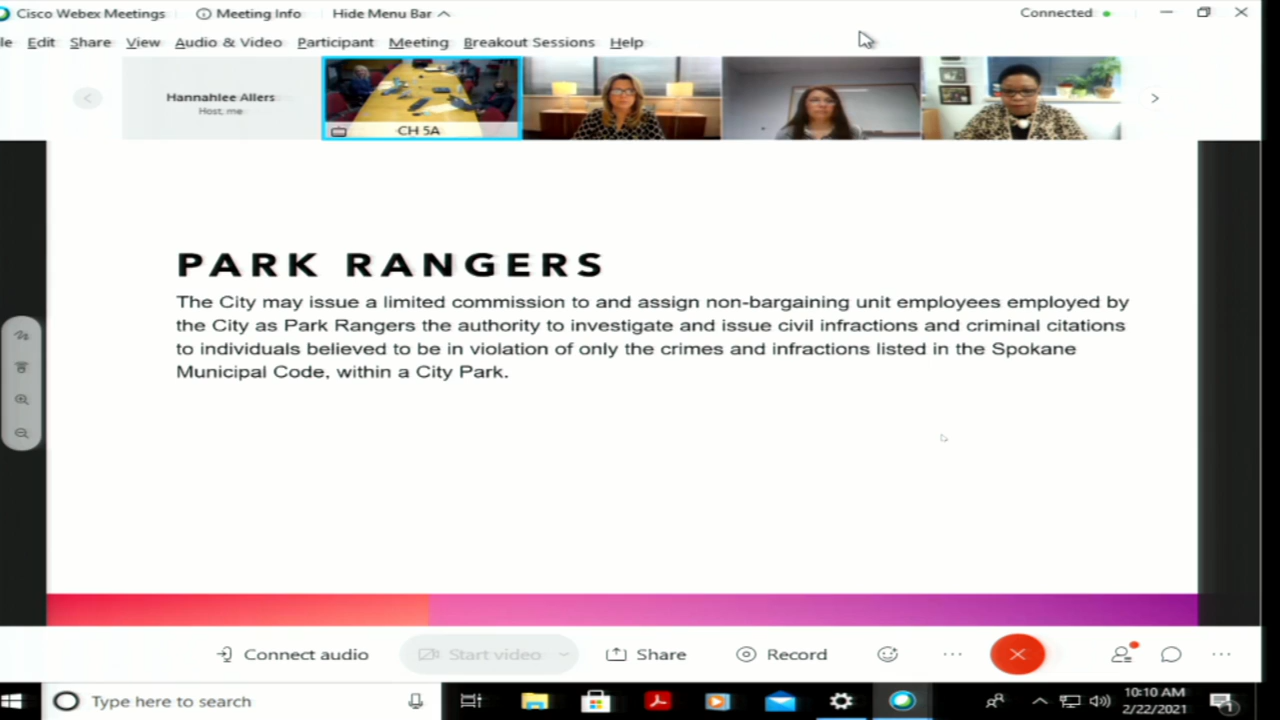 Cisco Webex Meetings
Meeting Info
Hide Menu Bar
Connected
le Edit Share View Audio & Video Participant Meeting Breakout Sessions Help
Hannahlee Allers
Host, me
CH 5A
PARK RANGERS
The City may issue a limited commission to and assign non-bargaining unit employees employed by
the City as Park Rangers the authority to investigate and issue civil infractions and criminal citations
to individuals believed to be in violation of only the crimes and infractions listed in the Spokane
Municipal Code, within a City Park.
Connect audio
Start video
Share
Record
Type here to search
10:10 AM
2/22/2021
1